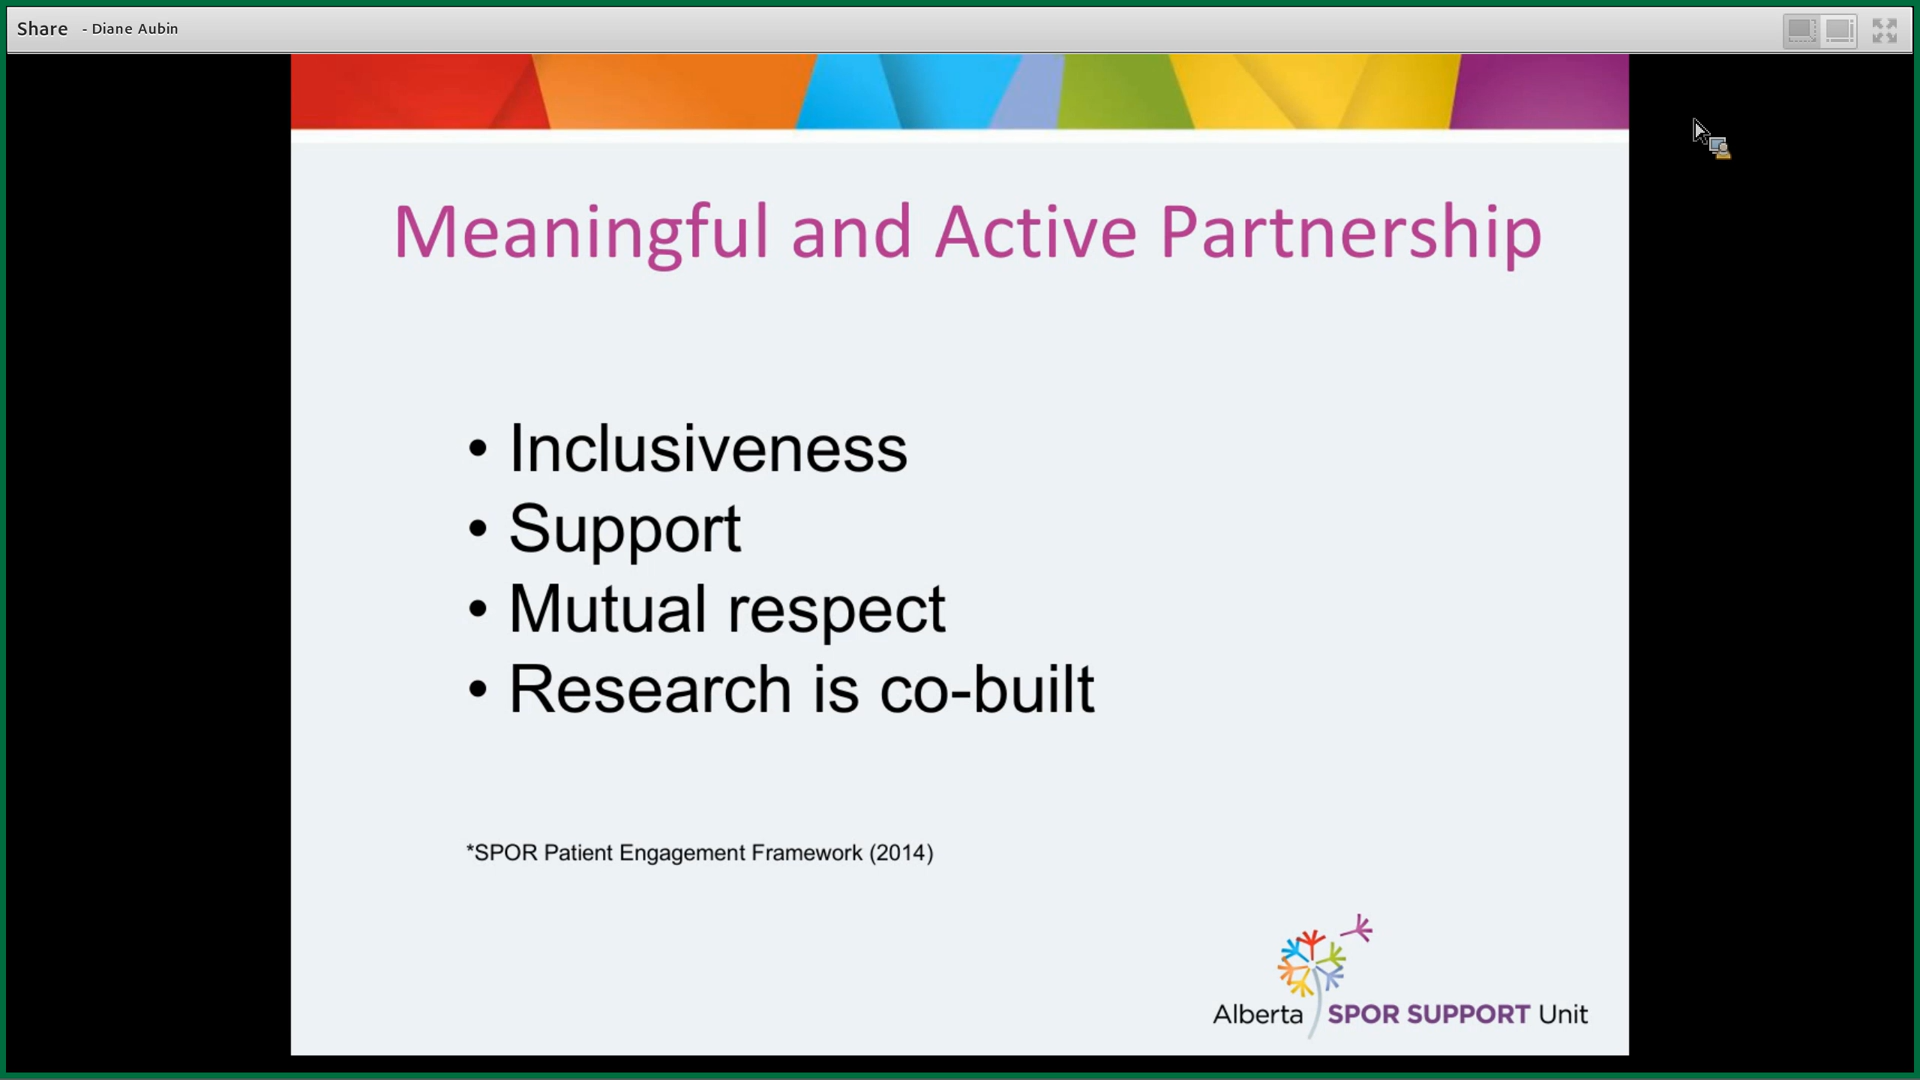 Share - Diane Aubin
Meaningful and Active Partnership
• Inclusiveness
• Support
• Mutual respect
• Research is co-built
*SPOR Patient Engagement Framework (2014)
Alberta SPOR SUPPORT Unit